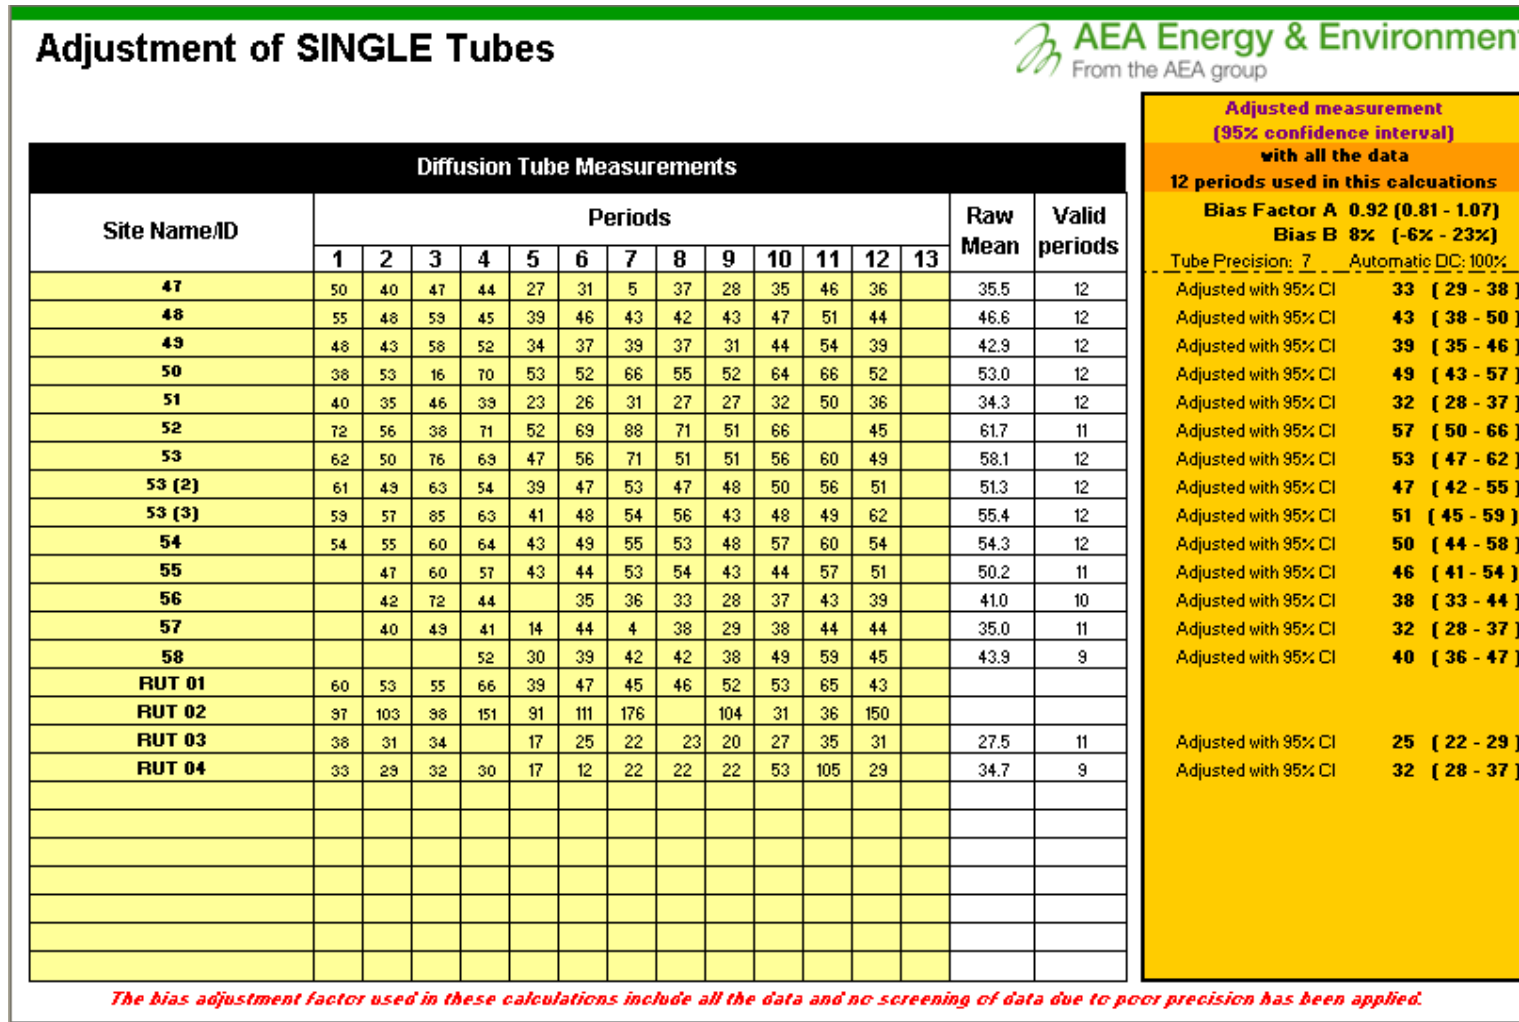 Adjustment of SINGLE Tubes
AEA Energy & Environment
From the AEA group
Adjusted measurement
(95% confidence interval)
with all the data
12 periods used in this calcuations
Bias Factor A 0.92 (0.81 - 1.07)
Bias B 8% (-6% - 23%)
Tube Precision: 7 Automatic DC: 100%
Diffusion Tube Measurements
Site Name/ID Periods Raw Mean Valid periods
1 2 3 4 5 6 7 8 9 10 11 12 13
47 50 40 47 44 27 31 5 37 28 35 46 36 35.5 12 Adjusted with 95% CI 33 ( 29 - 38 )
48 55 48 59 45 39 46 43 42 43 47 51 44 46.6 12 Adjusted with 95% CI 43 ( 38 - 50 )
49 48 43 58 52 34 37 39 37 31 44 54 39 42.9 12 Adjusted with 95% CI 39 ( 35 - 46 )
50 38 53 16 70 53 52 66 55 52 64 66 52 53.0 12 Adjusted with 95% CI 49 ( 43 - 57 )
51 40 35 46 39 23 26 31 27 27 32 50 36 34.3 12 Adjusted with 95% CI 32 ( 28 - 37 )
52 72 56 38 71 52 69 88 71 51 66 45 61.7 11 Adjusted with 95% CI 57 ( 50 - 66 )
53 62 50 76 69 47 56 71 51 51 56 60 49 58.1 12 Adjusted with 95% CI 53 ( 47 - 62 )
53 (2) 61 49 63 54 39 47 53 47 48 50 56 51 51.3 12 Adjusted with 95% CI 47 ( 42 - 55 )
53 (3) 59 57 85 63 41 48 54 56 43 48 49 62 55.4 12 Adjusted with 95% CI 51 ( 45 - 59 )
54 54 55 60 64 43 49 55 53 48 57 60 54 54.3 12 Adjusted with 95% CI 50 ( 44 - 58 )
55 47 60 57 43 44 53 54 43 44 57 51 50.2 11 Adjusted with 95% CI 46 ( 41 - 54 )
56 42 72 44 35 36 33 28 37 43 39 41.0 10 Adjusted with 95% CI 38 ( 33 - 44 )
57 40 49 41 14 44 4 38 29 38 44 44 35.0 11 Adjusted with 95% CI 32 ( 28 - 37 )
58 52 30 39 42 42 38 49 59 45 43.9 9 Adjusted with 95% CI 40 ( 36 - 47 )
RUT 01 60 53 55 66 39 47 45 46 52 53 65 43
RUT 02 97 103 98 151 91 111 176 104 31 36 150
RUT 03 38 31 34 17 25 22 23 20 27 35 31 27.5 11 Adjusted with 95% CI 25 ( 22 - 29 )
RUT 04 33 29 32 30 17 12 22 22 22 53 105 29 34.7 9 Adjusted with 95% CI 32 ( 28 - 37 )
The bias adjustment factor used in these calculations include all the data and no screening of data due to poor precision has been applied.